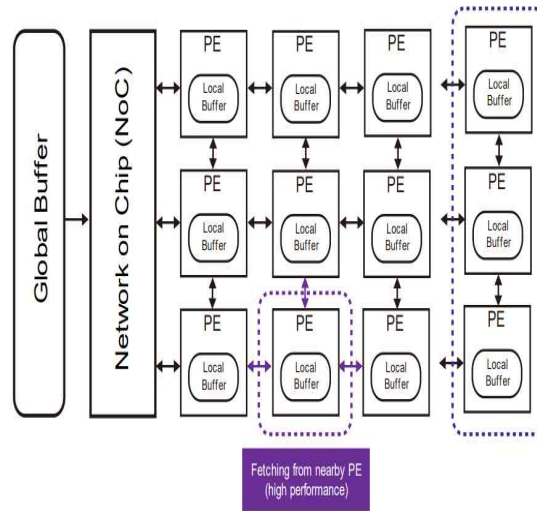 Global Buffer
Network on Chip (NoC)
PE
Local
Buffer
PE
Local
Buffer
PE
Local
Buffer
PE
Local
Buffer
PE
Local
Buffer
PE
Local
Buffer
PE
Local
Buffer
PE
Local
Buffer
PE
Local
Buffer
PE
Local
Buffer
PE
Local
Buffer
PE
Local
Buffer
Fetching from nearby PE
(high performance)